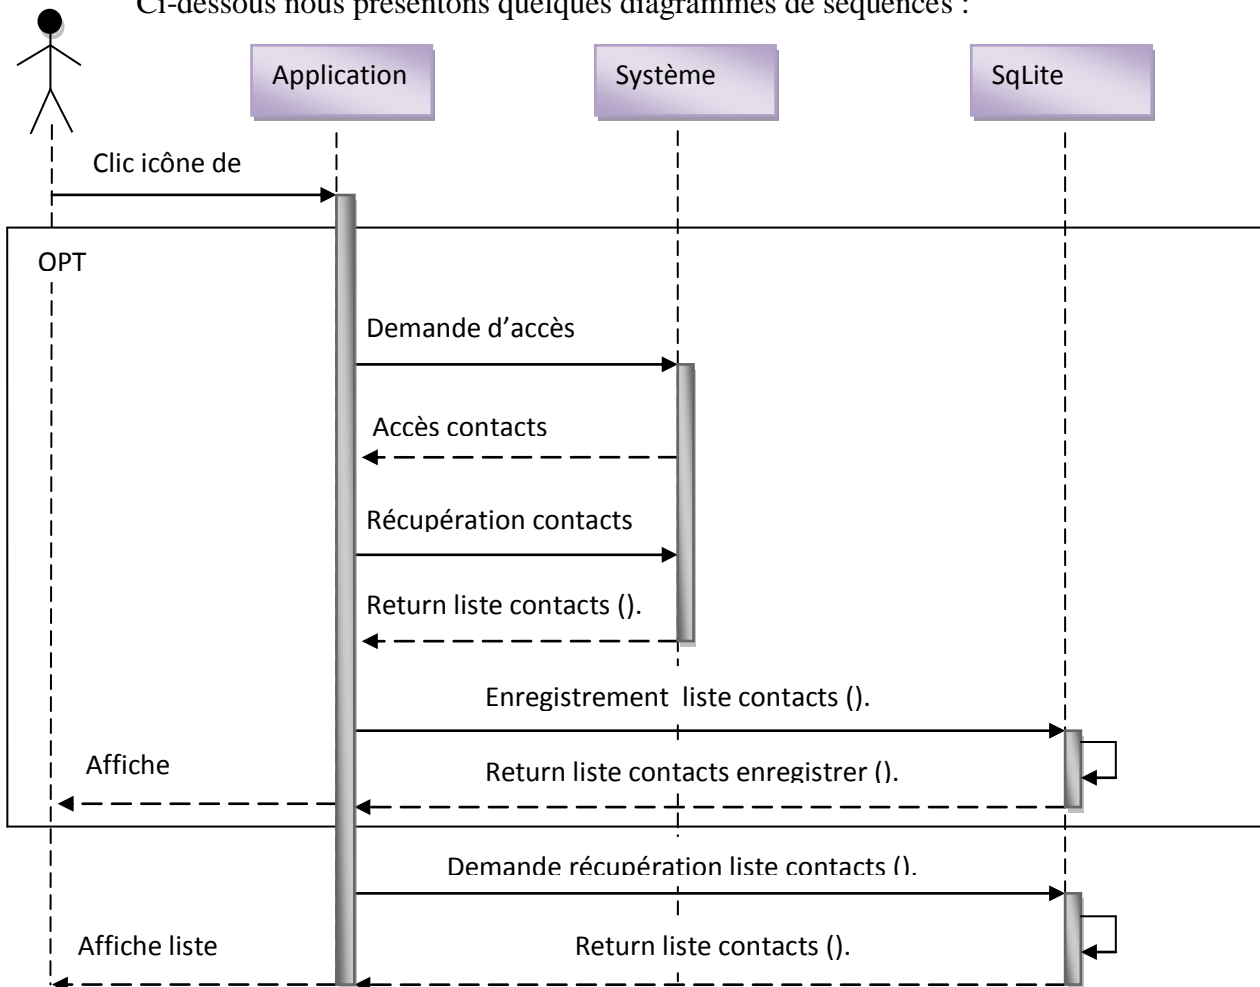 Ci-dessous nous présentons quelques diagrammes de séquences :
Application
Système
SqLite
Clic icône de
OPT
Demande d’accès
Accès contacts
Récupération contacts
Return liste contacts ().
Enregistrement liste contacts ().
Affiche
Return liste contacts enregistrer ().
Demande récupération liste contacts ().
Affiche liste
Return liste contacts ().